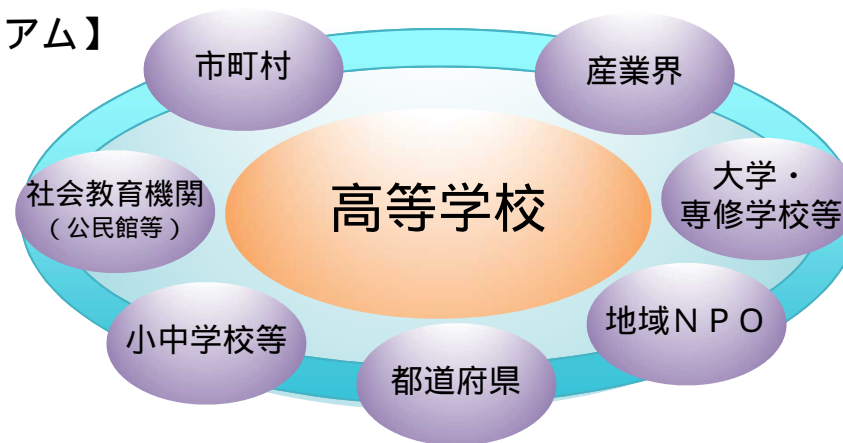 アム】
市町村
産業界
社会教育機関
（公民館等）
高等学校
大学・
専修学校等
小中学校等
地域ＮＰＯ
都道府県